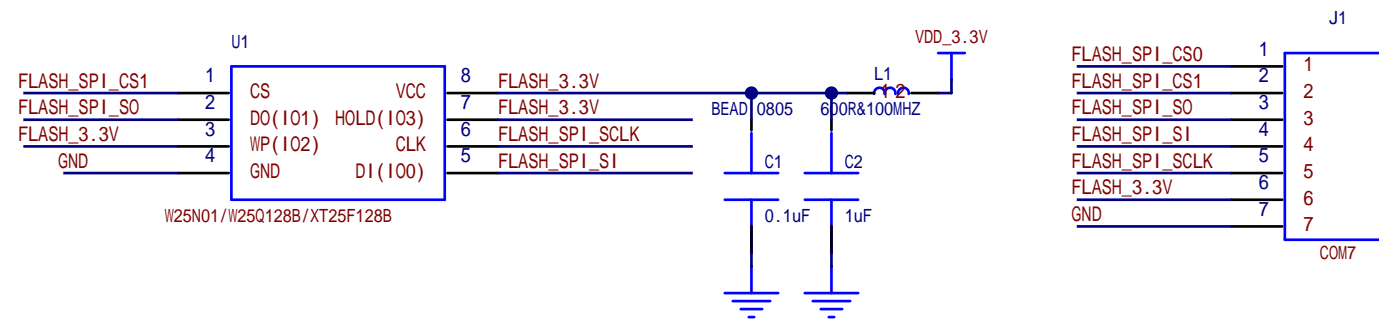 U1
FLASH_SPI_CS1 1 CS VCC 8 FLASH_3.3V
FLASH_SPI_SO 2 DO(IO1) HOLD(IO3) 7 FLASH_3.3V
FLASH_3.3V 3 WP(IO2) CLK 6 FLASH_SPI_SCLK
GND 4 GND DI(IO0) 5 FLASH_SPI_SI
W25N01/W25Q128B/XT25F128B
VDD_3.3V
L1
1 2
BEAD 0805 600R&100MHZ
C1
0.1uF
C2
1uF
J1
FLASH_SPI_CS0 1 1
FLASH_SPI_CS1 2 2
FLASH_SPI_SO 3 3
FLASH_SPI_SI 4 4
FLASH_SPI_SCLK 5 5
FLASH_3.3V 6 6
GND 7 7
COM7